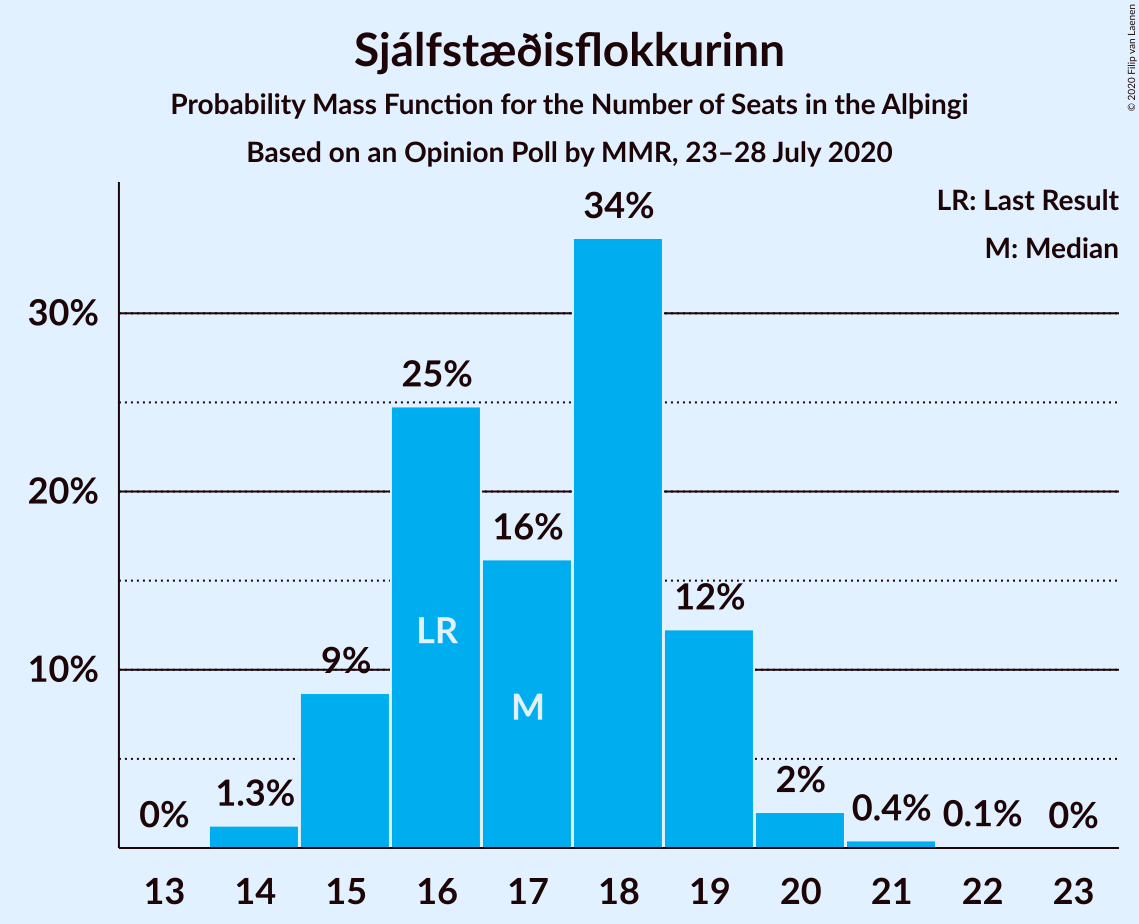 Sjálfstæðisflokkurinn
Probability Mass Function for the Number of Seats in the Alþingi
Based on an Opinion Poll by MMR, 23–28 July 2020
© 2020 Filip van Laenen
LR: Last Result
M: Median
30%
20%
10%
0%
1.3%
9%
25%
16%
34%
12%
2%
0.4%
0.1%
0%
LR
M
13 14 15 16 17 18 19 20 21 22 23